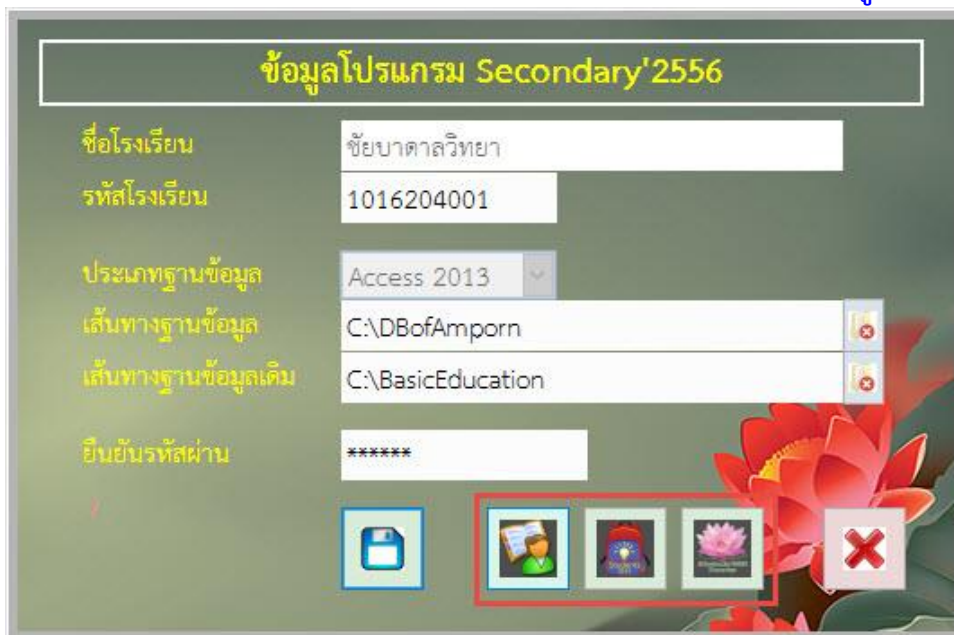 ข้อมูลโปรแกรม Secondary'2556
ชื่อโรงเรียน ชัยบาดาลวิทยา
รหัสโรงเรียน 1016204001
ประเภทฐานข้อมูล Access 2013
เส้นทางฐานข้อมูล C:\DBofAmporn
เส้นทางฐานข้อมูลเดิม C:\BasicEducation
ยืนยันรหัสผ่าน ******